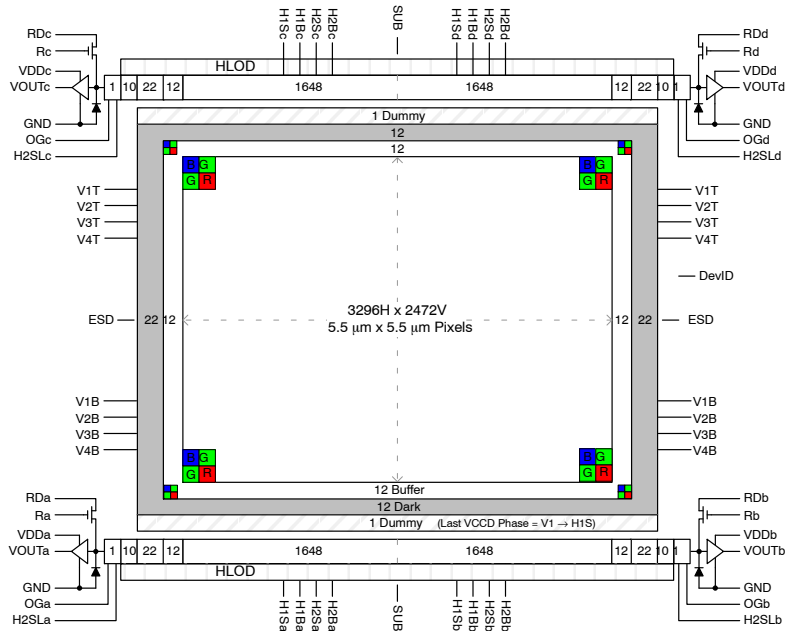 H1Sc
H1Bc
H2Sc
H2Bc
SUB
H1Sd
H1Bd
H2Sd
H2Bd
RDc
Rc
VDDc
VOUTc
GND
OGc
H2SLc
RDd
Rd
VDDd
VOUTd
GND
OGd
H2SLd
HLOD
1 10 22 12 1648 1648 12 22 10 1
1 Dummy
12
12
B G
G R
B G
G R
V1T
V2T
V3T
V4T
V1T
V2T
V3T
V4T
DevID
ESD
22 12
3296H x 2472V
5.5 μm x 5.5 μm Pixels
12 22
ESD
V1B
V2B
V3B
V4B
V1B
V2B
V3B
V4B
B G
G R
B G
G R
12 Buffer
12 Dark
1 Dummy (Last VCCD Phase = V1 → H1S)
RDa
Ra
VDDa
VOUTa
GND
OGa
H2SLa
RDb
Rb
VDDb
VOUTb
GND
OGb
H2SLb
1 10 22 12 1648 1648 12 22 10 1
HLOD
H1Sa
H1Ba
H2Sa
H2Ba
SUB
H1Sb
H1Bb
H2Sb
H2Bb